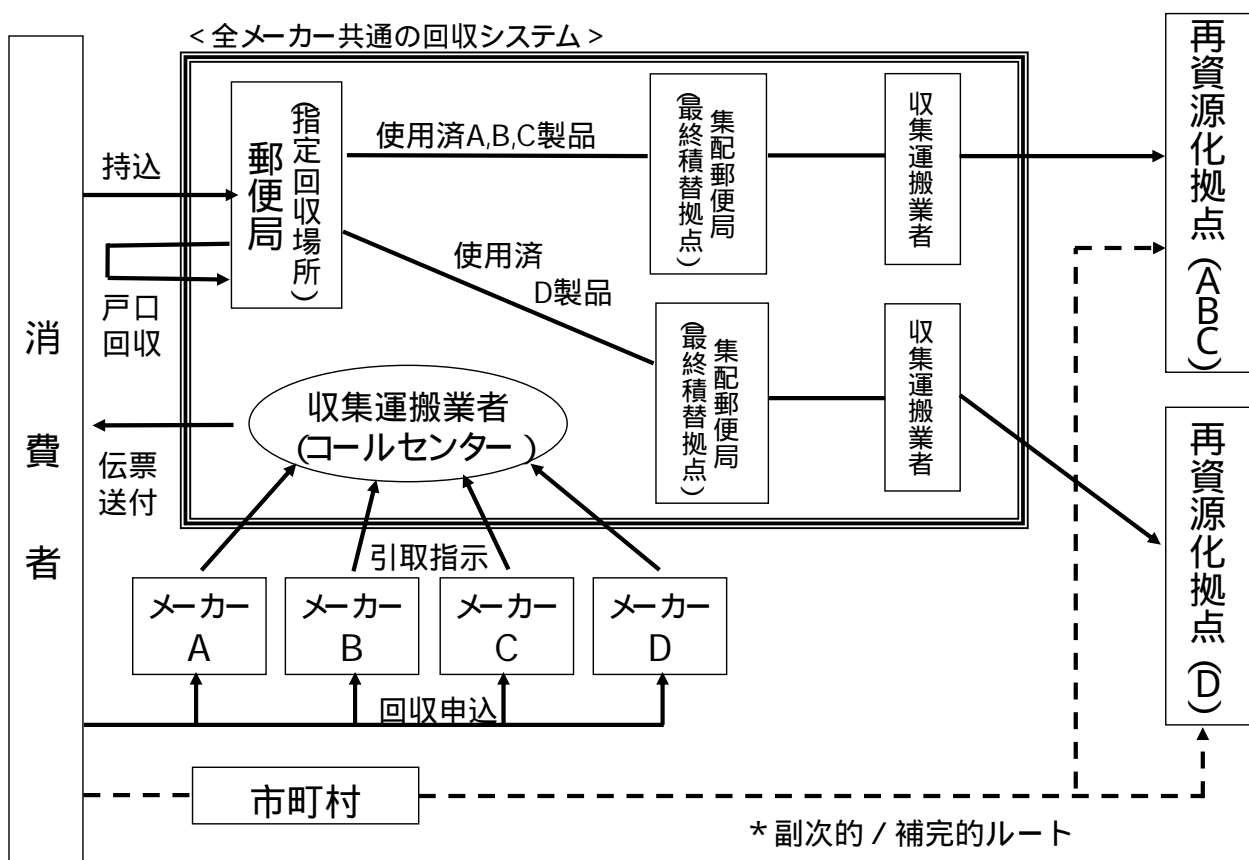 <全メーカー共通の回収システム>
消費者
持込
戸口
回収
伝票
送付
郵便局
(指定回収場所)
使用済A,B,C製品
使用済
D製品
集配郵便局
(最終積替拠点)
収集運搬業者
集配郵便局
(最終積替拠点)
収集運搬業者
再資源化拠点(ABC)
再資源化拠点(D)
収集運搬業者
(コールセンター)
引取指示
メーカー
A
メーカー
B
メーカー
C
メーカー
D
回収申込
市町村
*副次的/補完的ルート